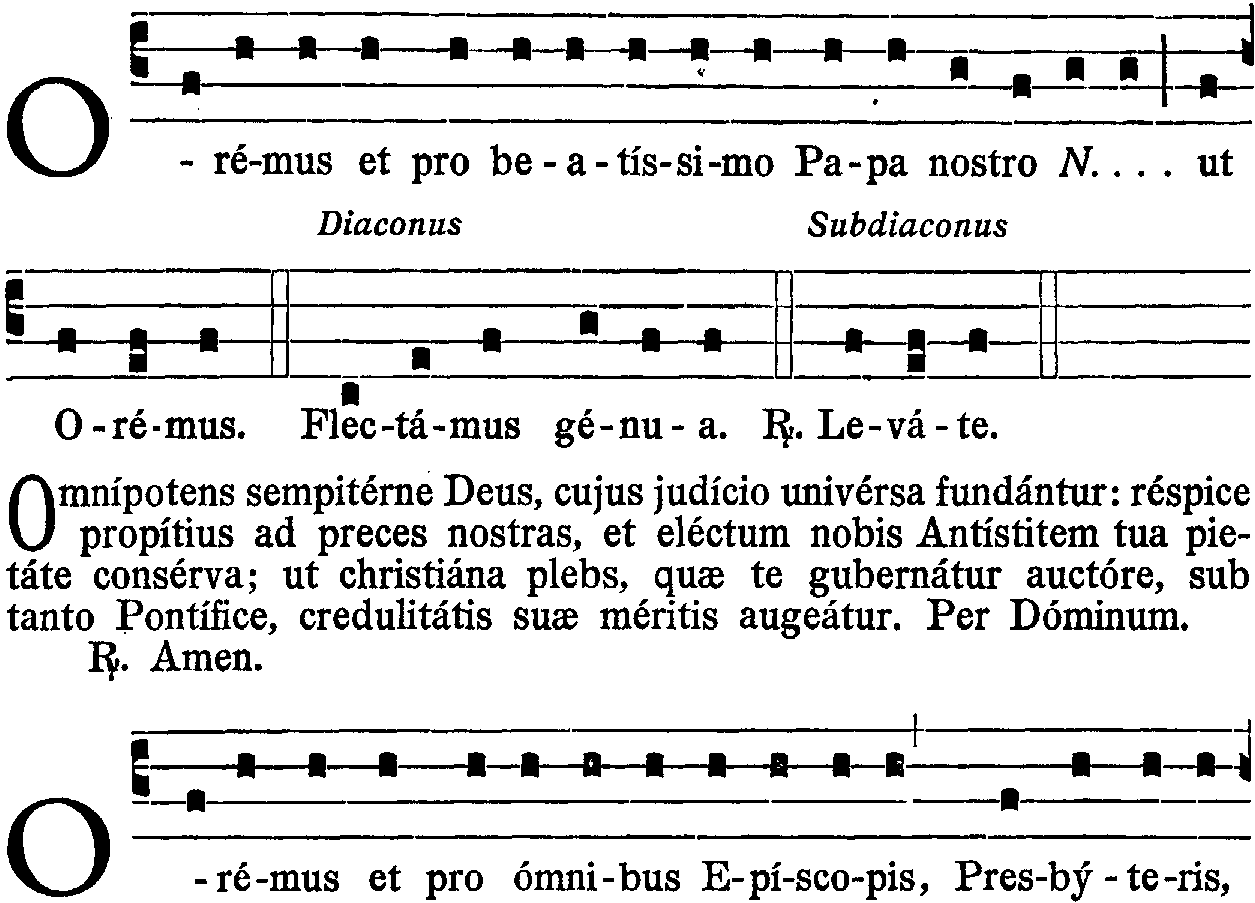 O - ré-mus et pro be - a - tís-si-mo Pa-pa nostro N. . . . ut
Diaconus Subdiaconus
O - ré-mus. Flec-tá-mus gé-nu - a. ℟. Le-vá - te.
Omnípotens sempitérne Deus, cujus judício univérsa fundántur: réspice
propítius ad preces nostras, et eléctum nobis Antístitem tua pie-
táte consérva; ut christiána plebs, quæ te gubernátur auctóre, sub
tanto Pontífice, credulitátis suæ méritis augeátur. Per Dóminum.
℟. Amen.
O - ré-mus et pro ómni-bus E-pí-sco-pis, Pres-bý - te-ris,